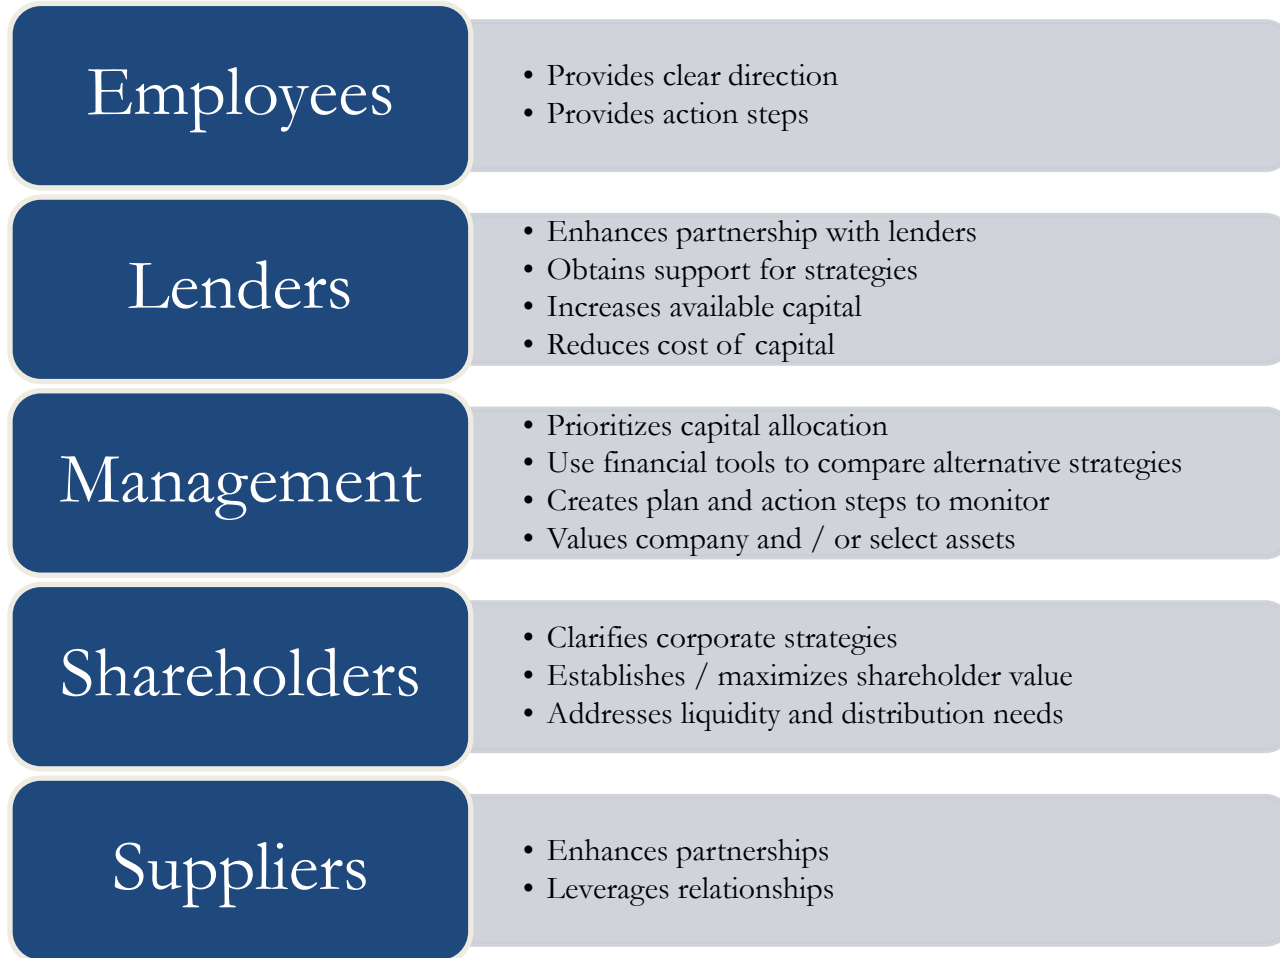 Employees
• Provides clear direction
• Provides action steps
Lenders
• Enhances partnership with lenders
• Obtains support for strategies
• Increases available capital
• Reduces cost of capital
Management
• Prioritizes capital allocation
• Use financial tools to compare alternative strategies
• Creates plan and action steps to monitor
• Values company and / or select assets
Shareholders
• Clarifies corporate strategies
• Establishes / maximizes shareholder value
• Addresses liquidity and distribution needs
Suppliers
• Enhances partnerships
• Leverages relationships